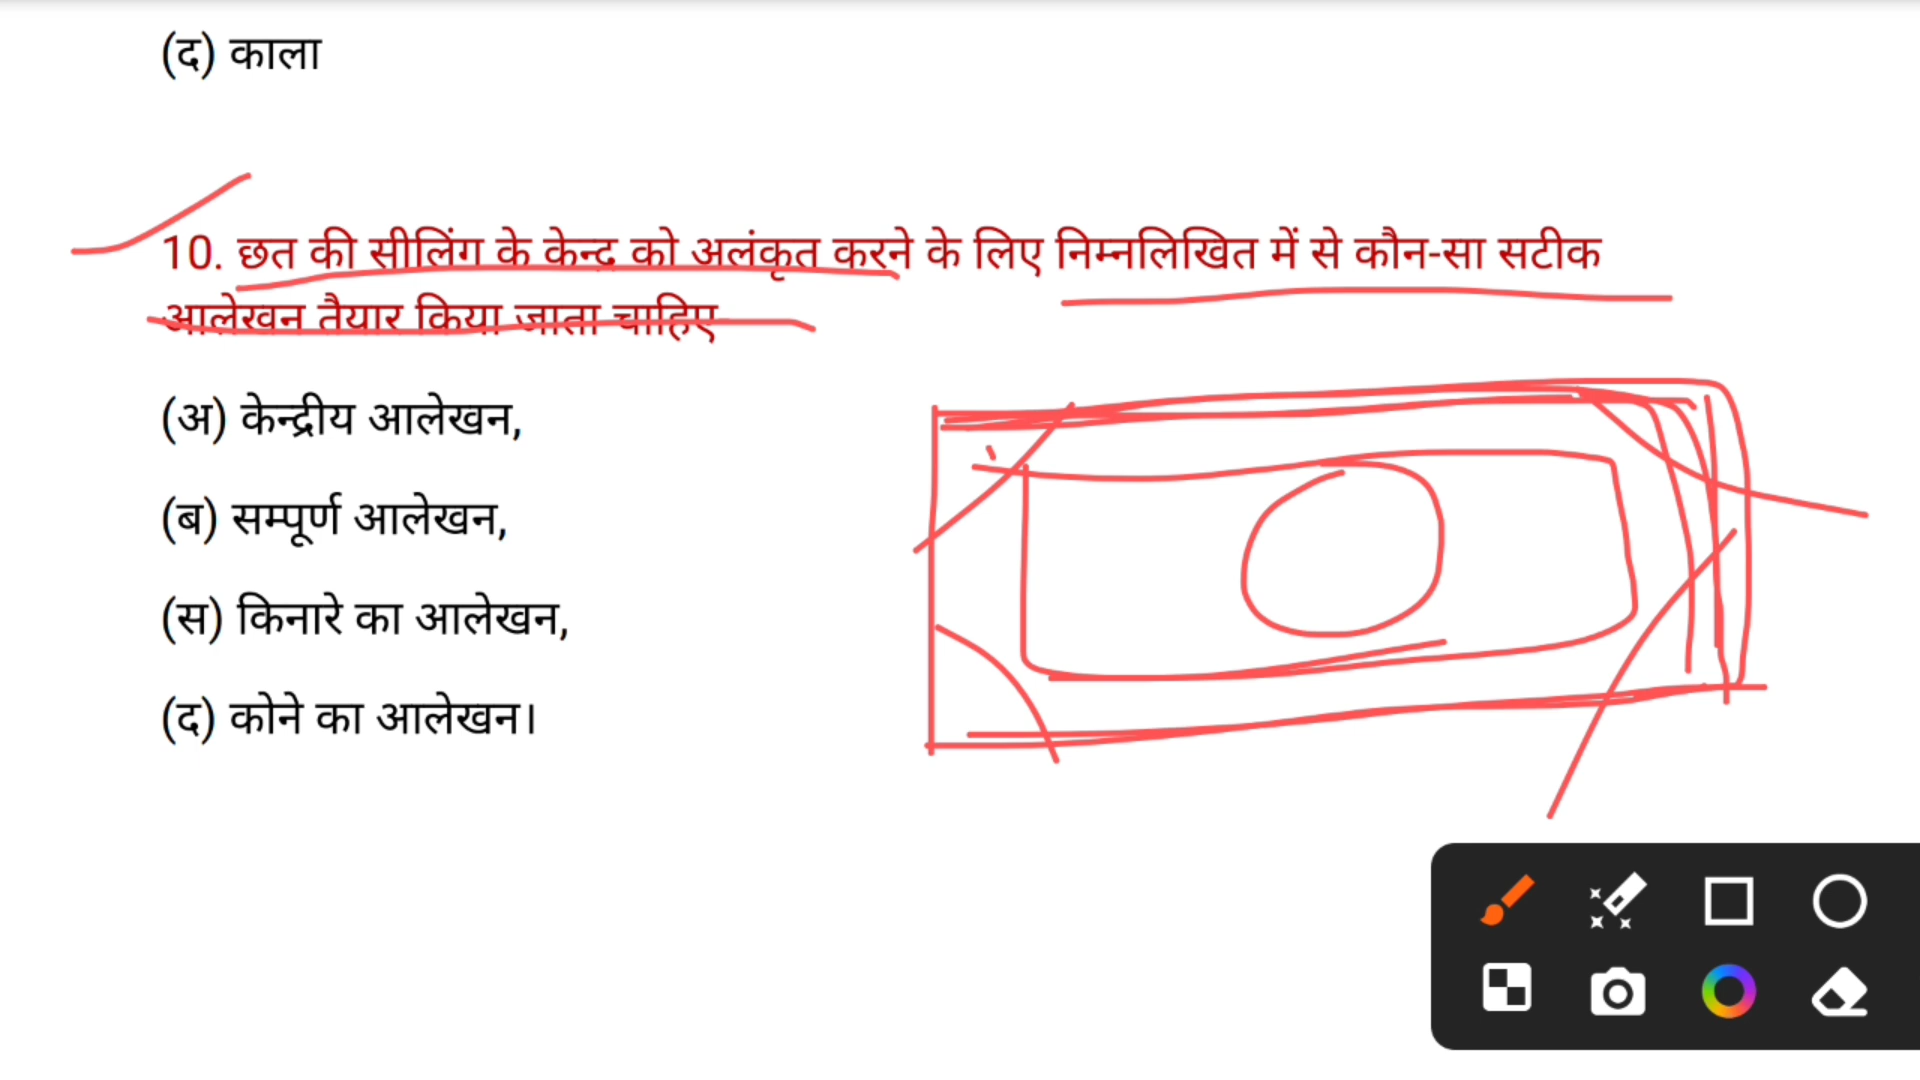 (द) काला
10. छत की सीलिंग के केन्द्र को अलंकृत करने के लिए निम्नलिखित में से कौन-सा सटीक
आलेखन तैयार किया जाता चाहिए
(अ) केन्द्रीय आलेखन,
(ब) सम्पूर्ण आलेखन,
(स) किनारे का आलेखन,
(द) कोने का आलेखन।